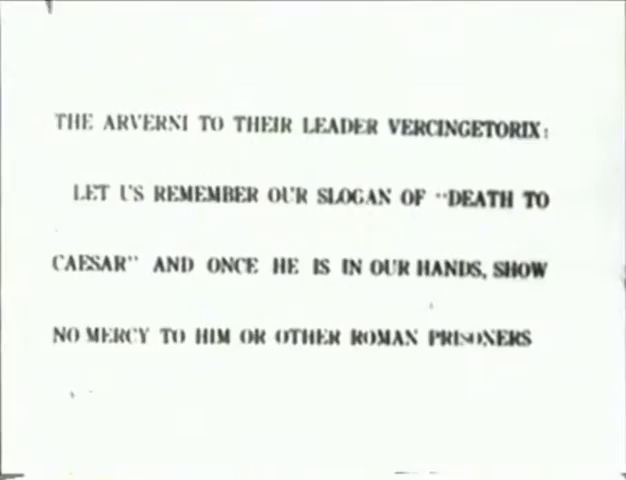 THE ARVERNI TO THEIR LEADER VERCINGETORIX:
LET US REMEMBER OUR SLOGAN OF "DEATH TO
CAESAR" AND ONCE HE IS IN OUR HANDS, SHOW
NO MERCY TO HIM OR OTHER ROMAN PRISONERS